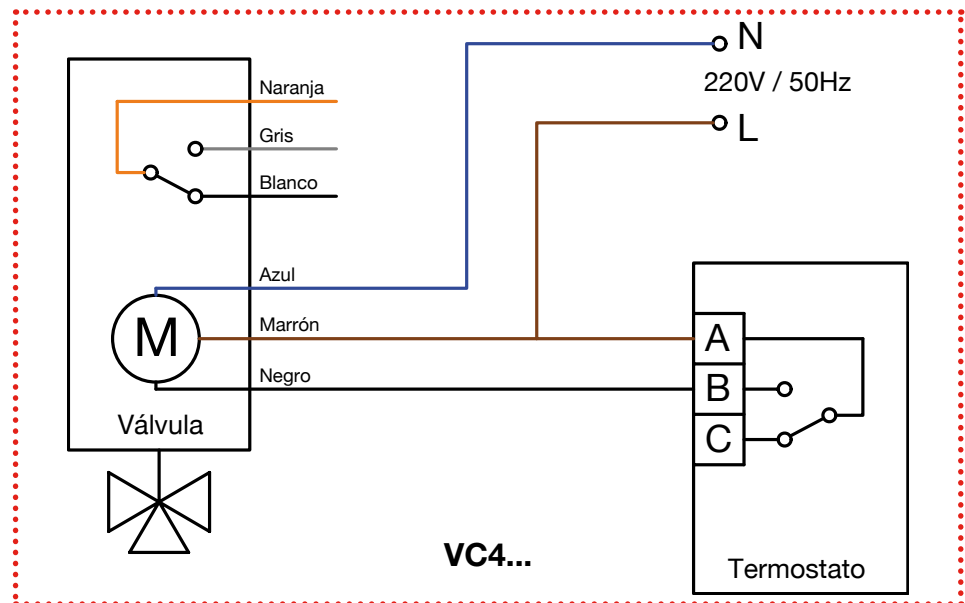 N
220V / 50Hz
L
Naranja
Gris
Blanco
Azul
Marrón
Negro
M
Válvula
A
B
C
VC4...
Termostato